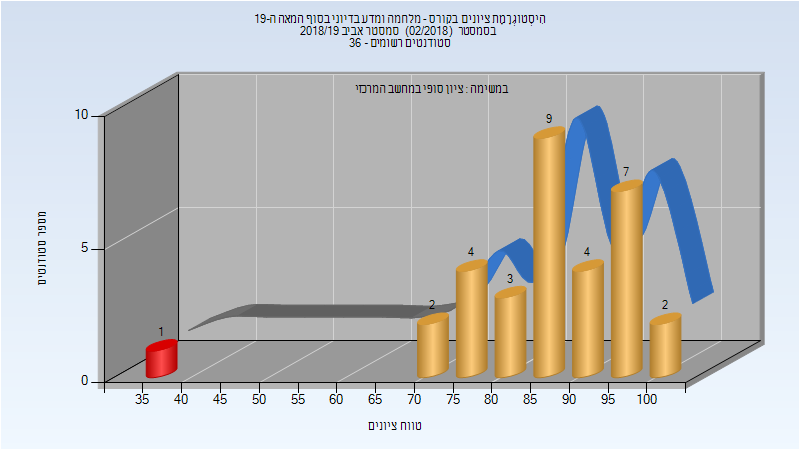 הִיסְטוֹגְרַמַּת ציונים בקורס - מלחמה ומדע בדיוני בסוף המאה ה-19
בסמסטר (02/2018) סמסטר אביב 2018/19
סטודנטים רשומים - 36
במשימה : ציון סופי במחשב המרכזי
מספר סטודנטים
10
5
0
1
2
4
3
9
4
7
2
35 40 45 50 55 60 65 70 75 80 85 90 95 100
טווח ציונים